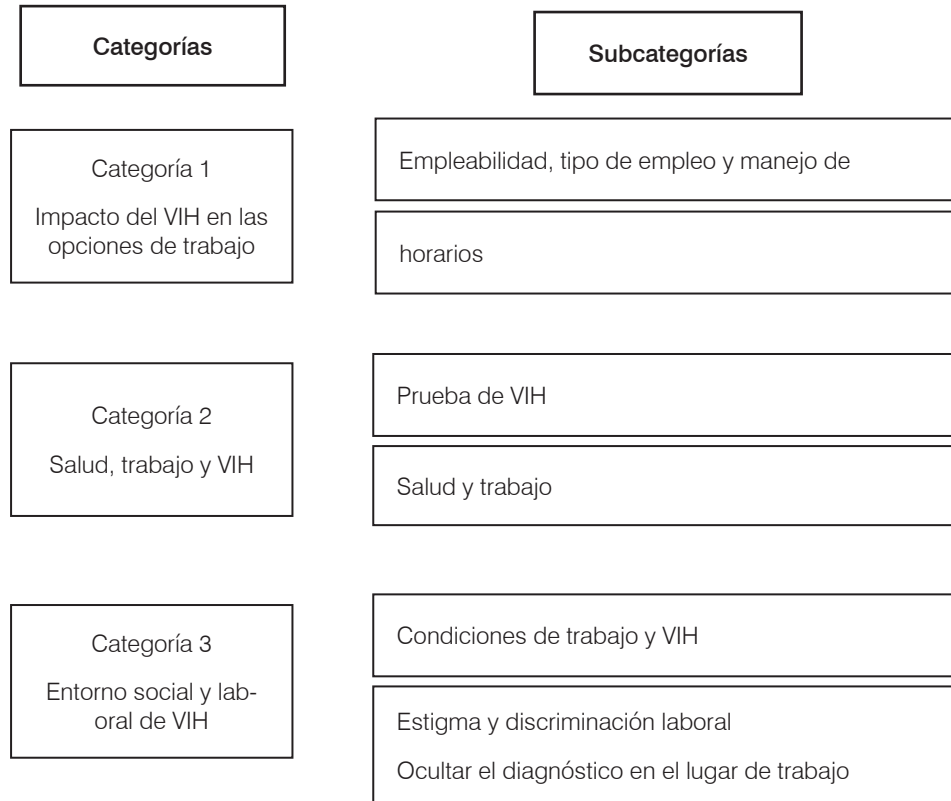 Categorías
Subcategorías
Categoría 1
Impacto del VIH en las
opciones de trabajo
Empleabilidad, tipo de empleo y manejo de
horarios
Categoría 2
Salud, trabajo y VIH
Prueba de VIH
Salud y trabajo
Categoría 3
Entorno social y lab-
oral de VIH
Condiciones de trabajo y VIH
Estigma y discriminación laboral
Ocultar el diagnóstico en el lugar de trabajo